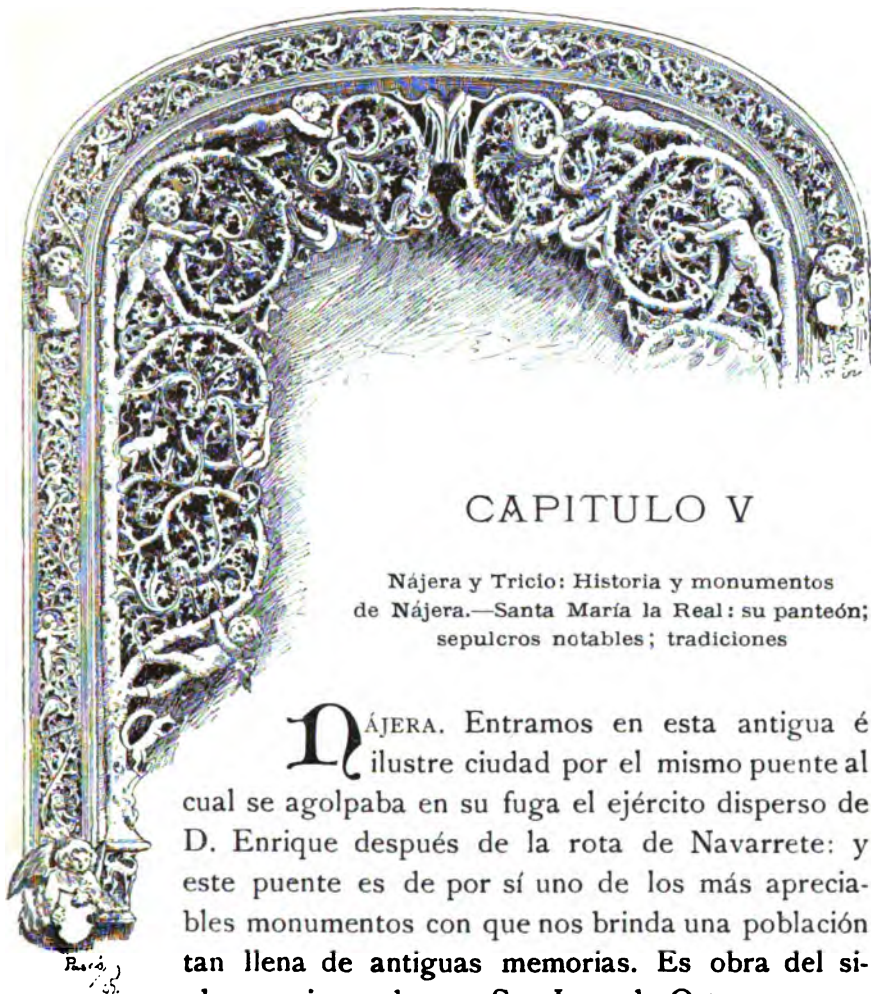 CAPITULO V
Nájera y Tricio: Historia y monumentos
de Nájera.—Santa María la Real: su panteón;
sepulcros notables; tradiciones
NÁJERA. Entramos en esta antigua é
ilustre ciudad por el mismo puente al
cual se agolpaba en su fuga el ejército disperso de
D. Enrique después de la rota de Navarrete: y
este puente es de por sí uno de los más aprecia-
bles monumentos con que nos brinda una población
tan llena de antiguas memorias. Es obra del si-